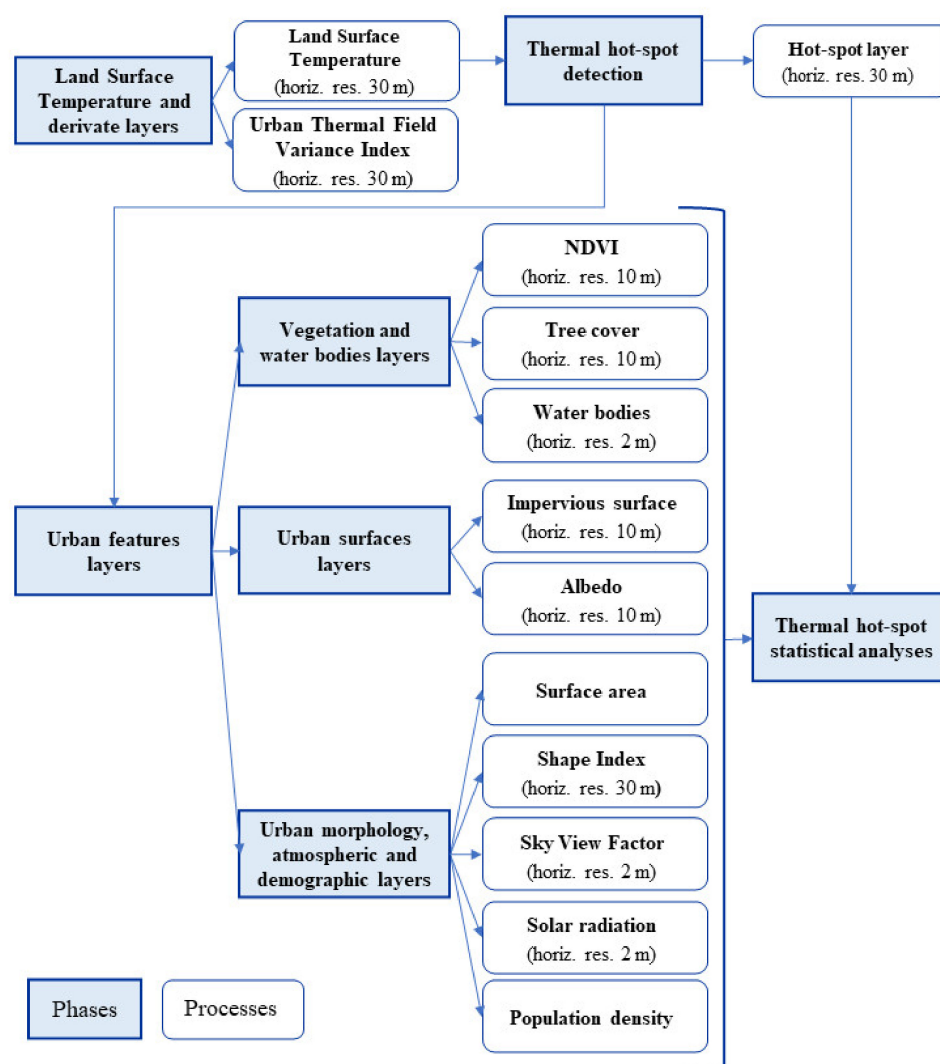 Land Surface
Temperature and
derivate layers
Land Surface
Temperature
(horiz. res. 30 m)
Urban Thermal Field
Variance Index
(horiz. res. 30 m)
Thermal hot-spot
detection
Hot-spot layer
(horiz. res. 30 m)
Urban features
layers
Vegetation and
water bodies layers
NDVI
(horiz. res. 10 m)
Tree cover
(horiz. res. 10 m)
Water bodies
(horiz. res. 2 m)
Urban surfaces
layers
Impervious surface
(horiz. res. 10 m)
Albedo
(horiz. res. 10 m)
Urban morphology,
atmospheric and
demographic layers
Surface area
Shape Index
(horiz. res. 30 m)
Sky View Factor
(horiz. res. 2 m)
Solar radiation
(horiz. res. 2 m)
Population density
Thermal hot-spot
statistical analyses
Phases
Processes